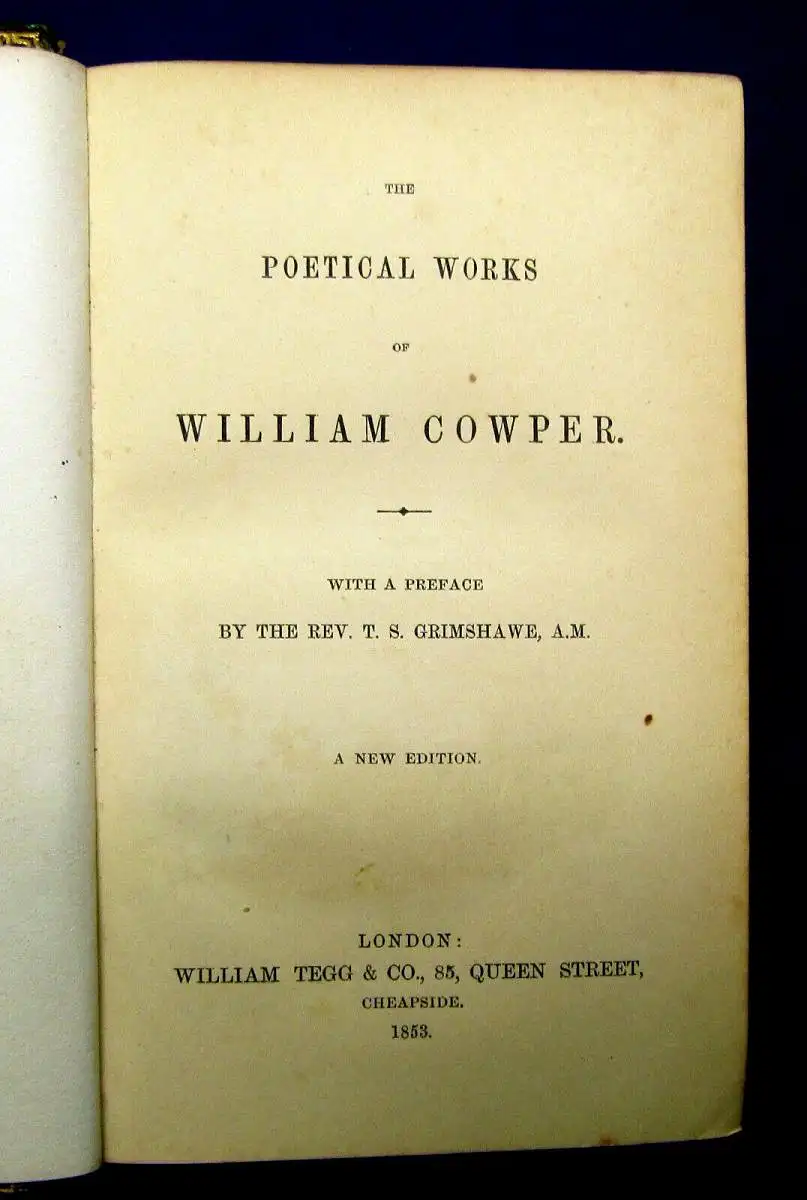 THE
POETICAL WORKS
OF
WILLIAM COWPER.
WITH A PREFACE
BY THE REV. T. S. GRIMSHAWE, A.M.
A NEW EDITION.
LONDON:
WILLIAM TEGG & CO., 85, QUEEN STREET,
CHEAPSIDE.
1853.